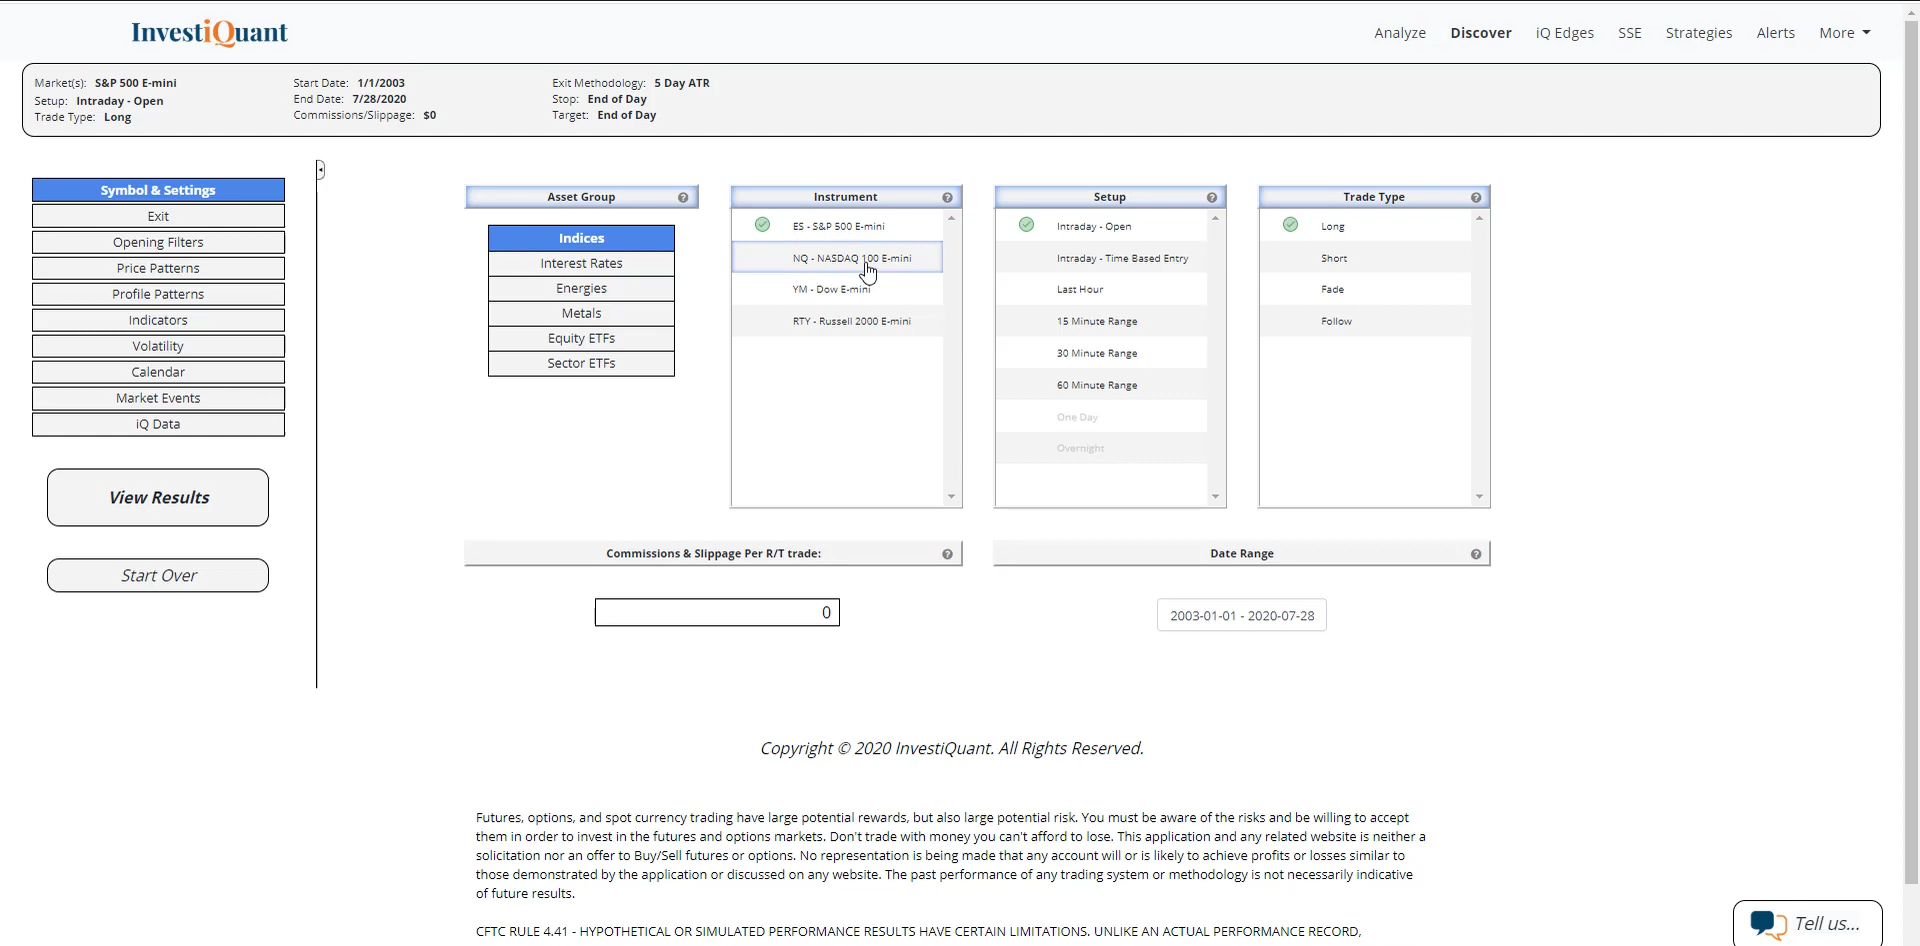 InvestiQuant
Analyze
Discover
iQ Edges
SSE
Strategies
Alerts
More
Market(s): S&P 500 E-mini
Setup: Intraday - Open
Trade Type: Long
Start Date: 1/1/2003
End Date: 7/28/2020
Commissions/Slippage: $0
Exit Methodology: 5 Day ATR
Stop: End of Day
Target: End of Day
Symbol & Settings
Exit
Opening Filters
Price Patterns
Profile Patterns
Indicators
Volatility
Calendar
Market Events
iQ Data
View Results
Start Over
Asset Group
Indices
Interest Rates
Energies
Metals
Equity ETFs
Sector ETFs
Instrument
ES - S&P 500 E-mini
NQ - NASDAQ 100 E-mini
YM - Dow E-mini
RTY - Russell 2000 E-mini
Setup
Intraday - Open
Intraday - Time Based Entry
Last Hour
15 Minute Range
30 Minute Range
60 Minute Range
One Day
Overnight
Trade Type
Long
Short
Fade
Follow
Commissions & Slippage Per R/T trade:
0
Date Range
2003-01-01 - 2020-07-28
Copyright © 2020 InvestiQuant. All Rights Reserved.
Futures, options, and spot currency trading have large potential rewards, but also large potential risk. You must be aware of the risks and be willing to accept
them in order to invest in the futures and options markets. Don't trade with money you can't afford to lose. This application and any related website is neither a
solicitation nor an offer to Buy/Sell futures or options. No representation is being made that any account will or is likely to achieve profits or losses similar to
those demonstrated by the application or discussed on any website. The past performance of any trading system or methodology is not necessarily indicative
of future results.
CFTC RULE 4.41 - HYPOTHETICAL OR SIMULATED PERFORMANCE RESULTS HAVE CERTAIN LIMITATIONS. UNLIKE AN ACTUAL PERFORMANCE RECORD,
Tell us...